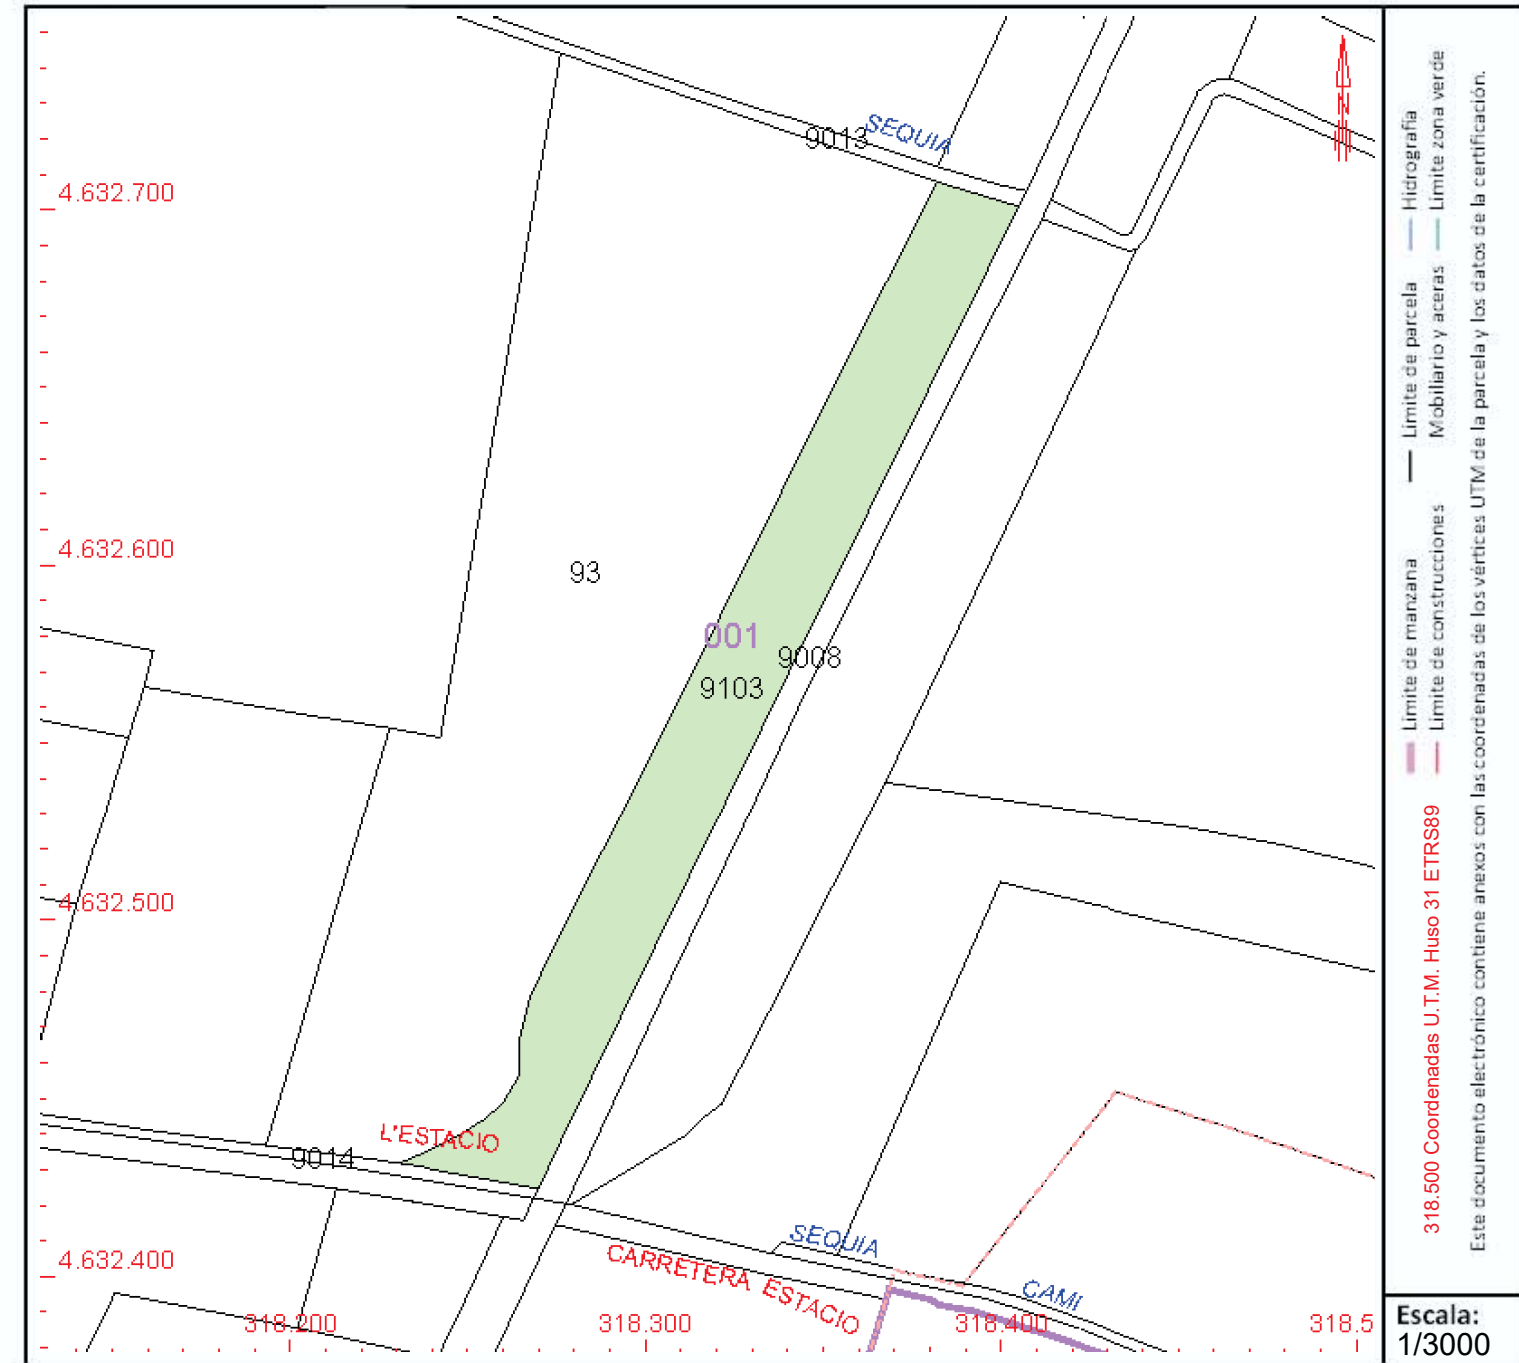 SEQUIA
9013
4.632.700
4.632.600
93
001
9008
9103
4.632.500
L'ESTACIO
9014
SEQUIA
4.632.400
CARRETERA ESTACIO
CAMI
318.200
318.300
318.400
318.5
N
Límite de manzana
Límite de parcela
Hidrografía
Límite de construcciones
Mobiliario y aceras
Límite zona verde
318.500 Coordenadas U.T.M. Huso 31 ETRS89
Este documento electrónico contiene anexos con las coordenadas de los vértices UTM de la parcela y los datos de la certificación.
Escala:
1/3000